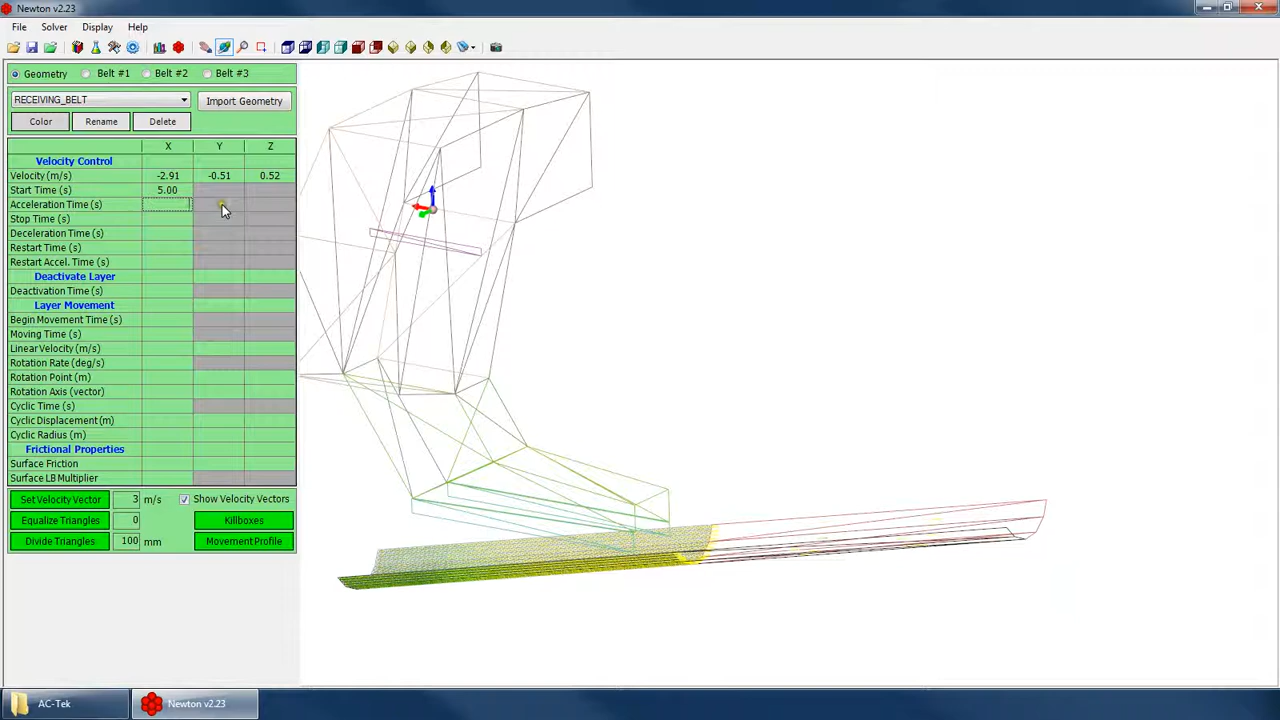 Newton v2.23
File Solver Display Help
Geometry Belt #1 Belt #2 Belt #3
RECEIVING_BELT Import Geometry
Color Rename Delete
X Y Z
Velocity Control
Velocity (m/s) -2.91 -0.51 0.52
Start Time (s) 5.00
Acceleration Time (s)
Stop Time (s)
Deceleration Time (s)
Restart Time (s)
Restart Accel. Time (s)
Deactivate Layer
Deactivation Time (s)
Layer Movement
Begin Movement Time (s)
Moving Time (s)
Linear Velocity (m/s)
Rotation Rate (deg/s)
Rotation Point (m)
Rotation Axis (vector)
Cyclic Time (s)
Cyclic Displacement (m)
Cyclic Radius (m)
Frictional Properties
Surface Friction
Surface LB Multiplier
Set Velocity Vector 3 m/s Show Velocity Vectors
Equalize Triangles 0 Killboxes
Divide Triangles 100 mm Movement Profile
AC-Tek Newton v2.23